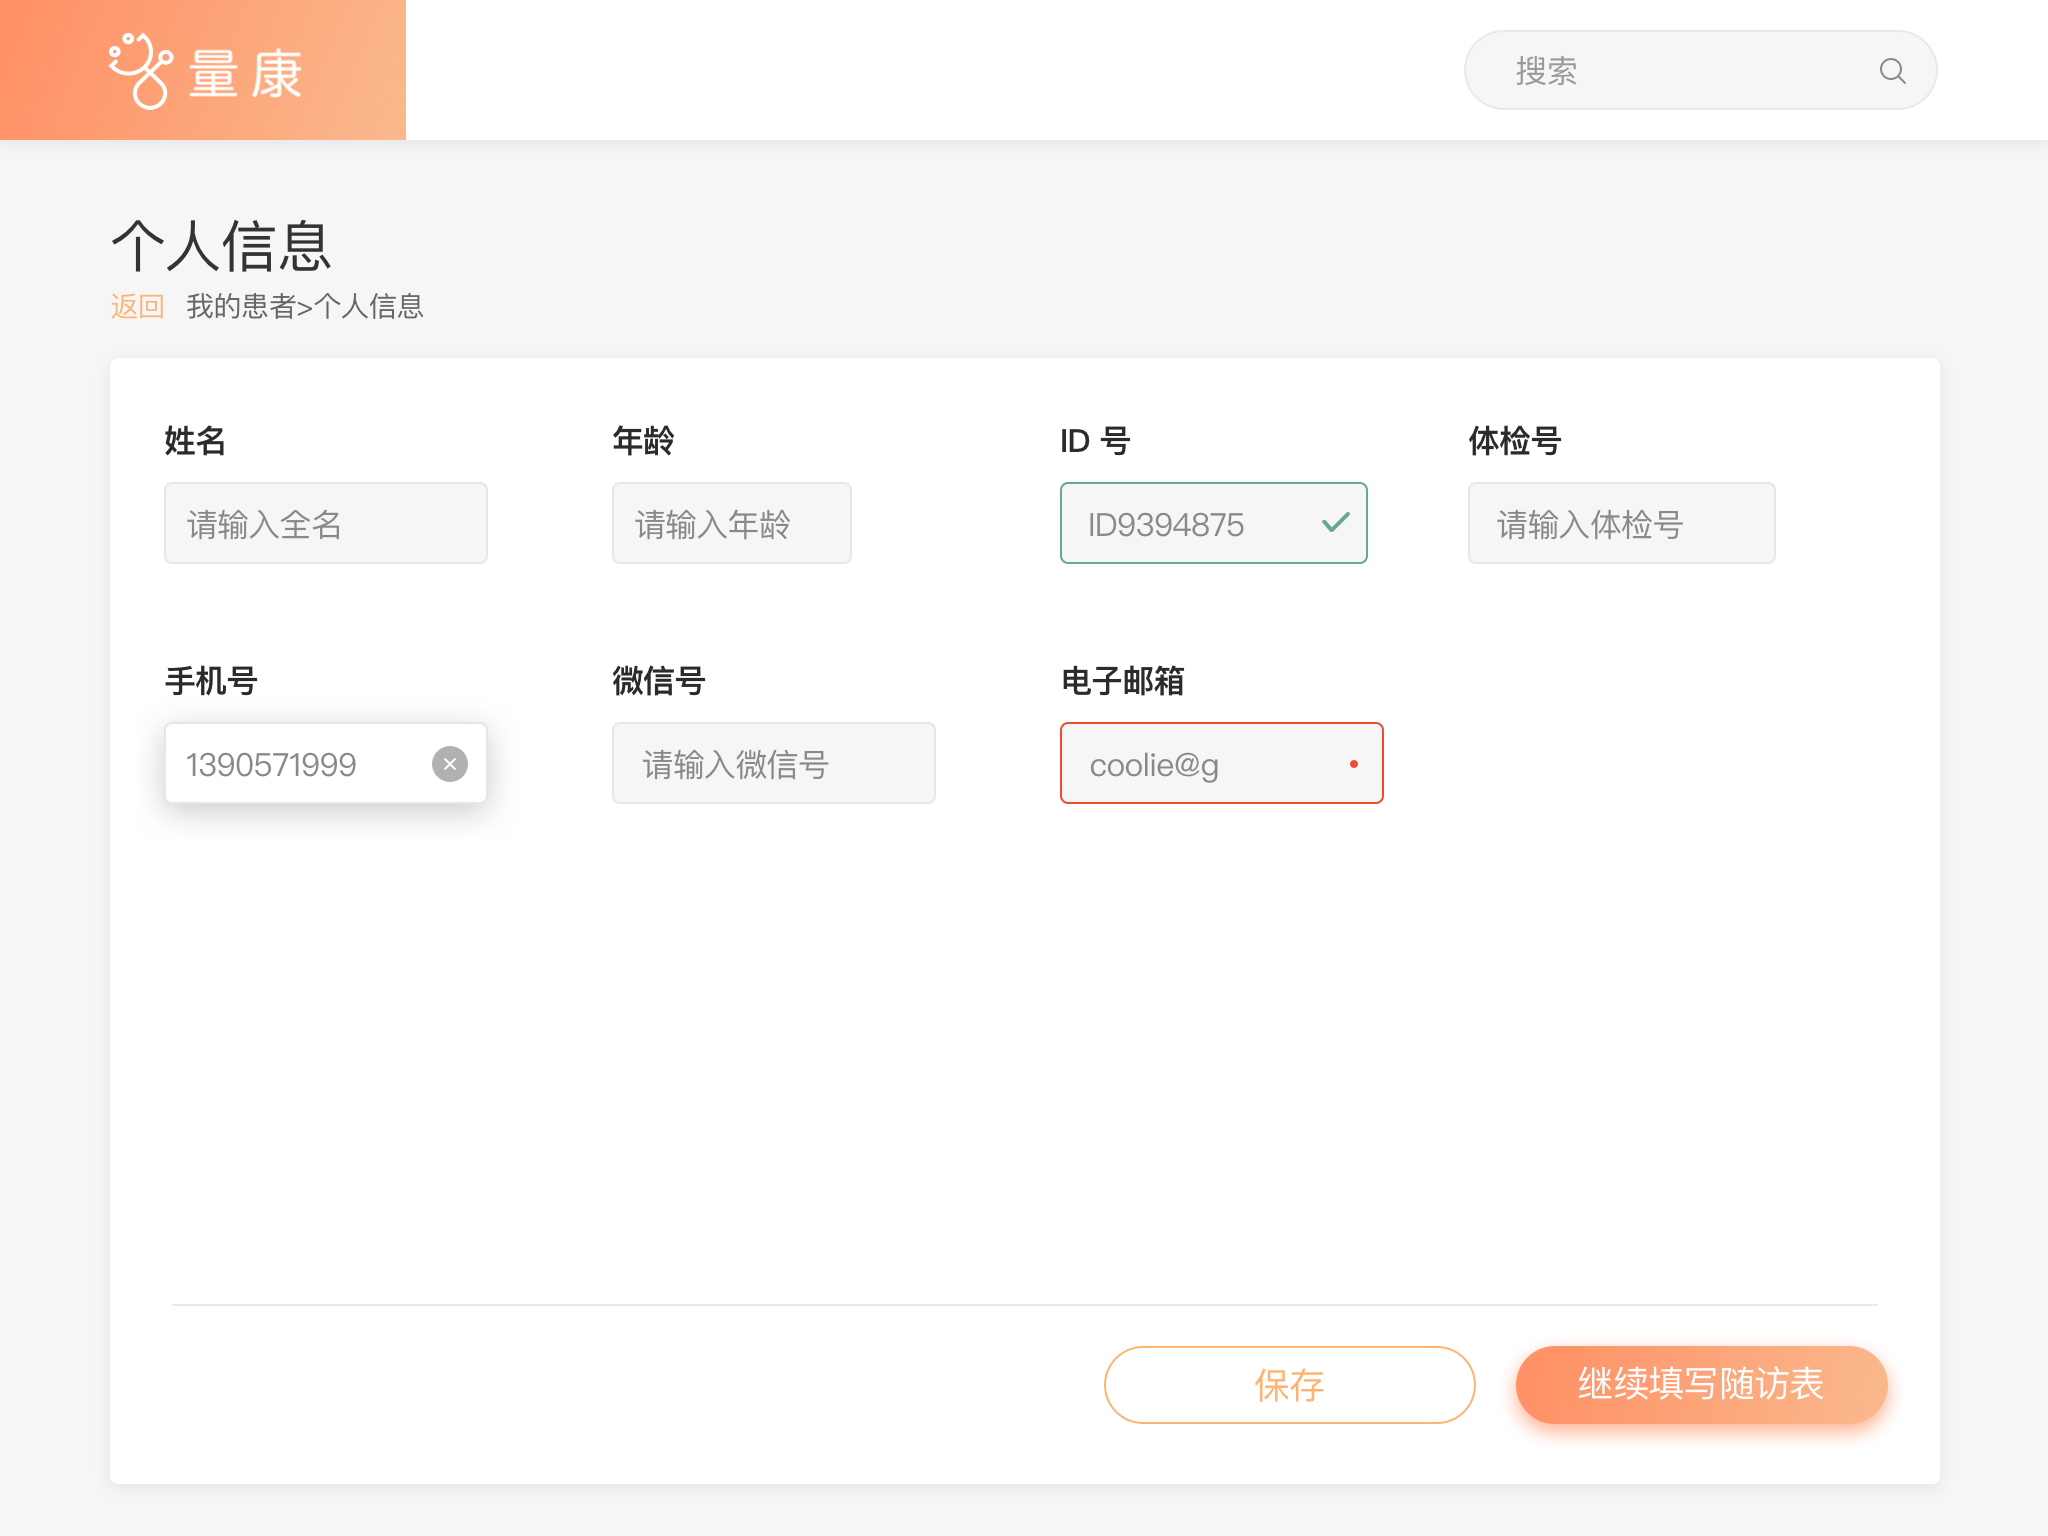 量康
搜索
个人信息
返回 我的患者>个人信息
姓名 年龄 ID 号 体检号
请输入全名 请输入年龄 ID9394875 请输入体检号
手机号 微信号 电子邮箱
1390571999 请输入微信号 coolie@g
保存 继续填写随访表